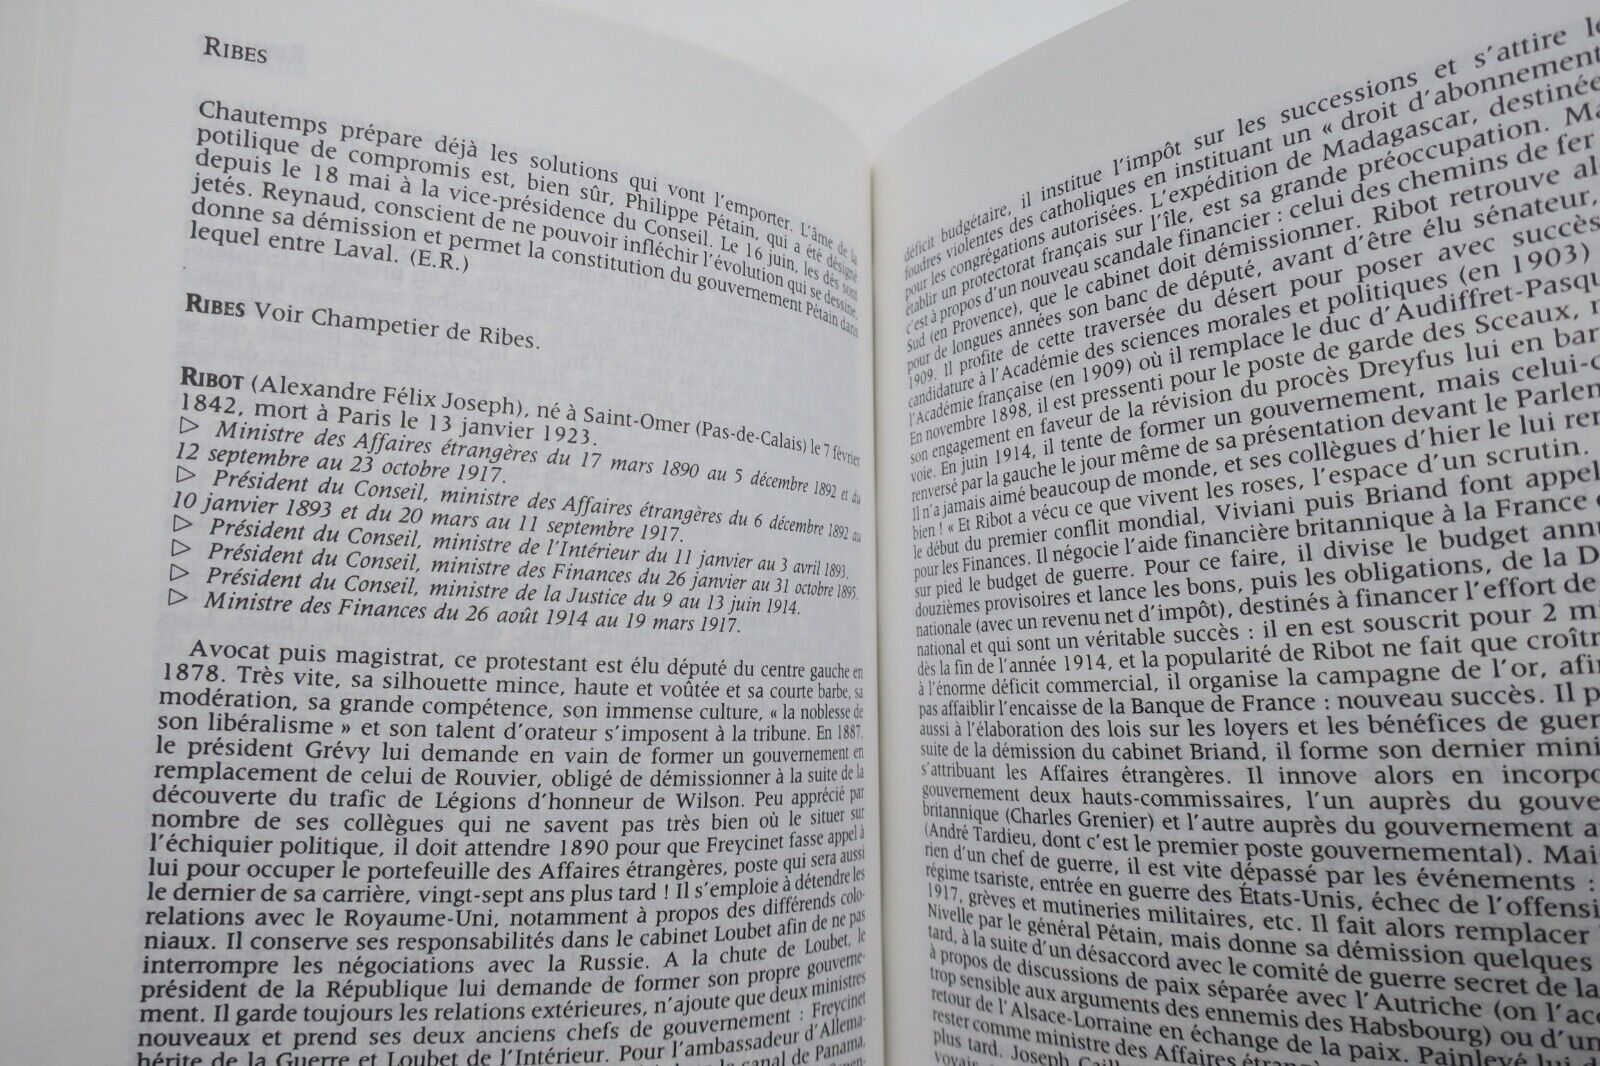 RIBES
Chautemps prépare déjà les solutions qui vont l'emporter. L'âme de la
potilique de compromis est, bien sûr, Philippe Pétain, qui a été désigné
depuis le 18 mai à la vice-présidence du Conseil. Le 16 juin, les dés sont
jetés. Reynaud, conscient de ne pouvoir infléchir l'évolution qui se dessine,
donne sa démission et permet la constitution du gouvernement Pétain dans
lequel entre Laval. (E.R.)
RIBES Voir Champetier de Ribes.
RIBOT (Alexandre Félix Joseph), né à Saint-Omer (Pas-de-Calais) le 7 février
1842, mort à Paris le 13 janvier 1923.
▷ Ministre des Affaires étrangères du 17 mars 1890 au 5 décembre 1892 et du
12 septembre au 23 octobre 1917.
▷ Président du Conseil, ministre des Affaires étrangères du 6 décembre 1892 au
10 janvier 1893 et du 20 mars au 11 septembre 1917.
▷ Président du Conseil, ministre de l'Intérieur du 11 janvier au 3 avril 1893.
▷ Président du Conseil, ministre des Finances du 26 janvier au 31 octobre 1895.
▷ Président du Conseil, ministre de la Justice du 9 au 13 juin 1914.
▷ Ministre des Finances du 26 août 1914 au 19 mars 1917.
Avocat puis magistrat, ce protestant est élu député du centre gauche en
1878. Très vite, sa silhouette mince, haute et voûtée et sa courte barbe, sa
modération, sa grande compétence, son immense culture, « la noblesse de
son libéralisme » et son talent d'orateur s'imposent à la tribune. En 1887,
le président Grévy lui demande en vain de former un gouvernement en
remplacement de celui de Rouvier, obligé de démissionner à la suite de la
découverte du trafic de Légions d'honneur de Wilson. Peu apprécié par
nombre de ses collègues qui ne savent pas très bien où le situer sur
l'échiquier politique, il doit attendre 1890 pour que Freycinet fasse appel à
lui pour occuper le portefeuille des Affaires étrangères, poste qui sera aussi
le dernier de sa carrière, vingt-sept ans plus tard ! Il s'emploie à détendre les
relations avec le Royaume-Uni, notamment à propos des différends colo-
niaux. Il conserve ses responsabilités dans le cabinet Loubet afin de ne pas
interrompre les négociations avec la Russie. A la chute de Loubet, le
président de la République lui demande de former son propre gouverne-
ment. Il garde toujours les relations extérieures, n'ajoute que deux ministres
nouveaux et prend ses deux anciens chefs de gouvernement : Freycinet
hérite de la Guerre et Loubet de l'Intérieur. Pour l'ambassadeur d'Allema-
canal de Panama,
déficit budgétaire, il institue l'impôt sur les successions et s'attire
foudres violentes des catholiques en instituant un « droit d'abonnement
pour les congrégations autorisées. L'expédition de Madagascar, destinée
établir un protectorat français sur l'île, est sa grande préoccupation.
c'est à propos d'un nouveau scandale financier : celui des chemins de fer
Sud (en Provence), que le cabinet doit démissionner. Ribot retrouve
pour de longues années son banc de député, avant d'être élu sénateur,
1909. Il profite de cette traversée du désert pour poser avec succès
candidature à l'Académie des sciences morales et politiques (en 1903)
l'Académie française (en 1909) où il remplace le duc d'Audiffret-Pasqu
En novembre 1898, il est pressenti pour le poste de garde des Sceaux,
son engagement en faveur de la révision du procès Dreyfus lui en bar
voie. En juin 1914, il tente de former un gouvernement, mais celui-c
renversé par la gauche le jour même de sa présentation devant le Parlem
Il n'a jamais aimé beaucoup de monde, et ses collègues d'hier le lui ren
bien ! « Et Ribot a vécu ce que vivent les roses, l'espace d'un scrutin.
le début du premier conflit mondial, Viviani puis Briand font appel
pour les Finances. Il négocie l'aide financière britannique à la France
sur pied le budget de guerre. Pour ce faire, il divise le budget annu
douzièmes provisoires et lance les bons, puis les obligations, de la D
nationale (avec un revenu net d'impôt), destinés à financer l'effort de
national et qui sont un véritable succès : il en est souscrit pour 2 mi
dès la fin de l'année 1914, et la popularité de Ribot ne fait que croîtr
à l'énorme déficit commercial, il organise la campagne de l'or, afin
pas affaiblir l'encaisse de la Banque de France : nouveau succès. Il p
aussi à l'élaboration des lois sur les loyers et les bénéfices de guer
suite de la démission du cabinet Briand, il forme son dernier mini
s'attribuant les Affaires étrangères. Il innove alors en incorpo
gouvernement deux hauts-commissaires, l'un auprès du gouve
britannique (Charles Grenier) et l'autre auprès du gouvernement a
(André Tardieu, dont c'est le premier poste gouvernemental). Mai
rien d'un chef de guerre, il est vite dépassé par les événements :
régime tsariste, entrée en guerre des États-Unis, échec de l'offensi
1917, grèves et mutineries militaires, etc. Il fait alors remplacer
Nivelle par le général Pétain, mais donne sa démission quelques
tard, à la suite d'un désaccord avec le comité de guerre secret de la
à propos de discussions de paix séparée avec l'Autriche (on l'acc
trop sensible aux arguments des ennemis des Habsbourg) ou d'un
retour de l'Alsace-Lorraine en échange de la paix. Painlevé lui d
rester comme ministre des Affaires
plus tard. Joseph